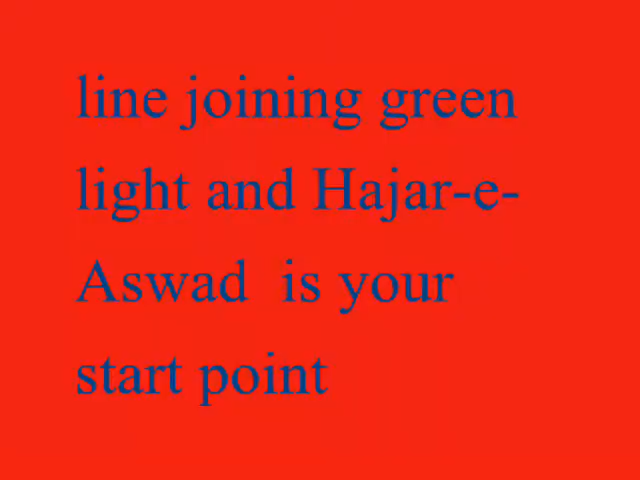 line joining green
light and Hajar-e-
Aswad  is your
start point